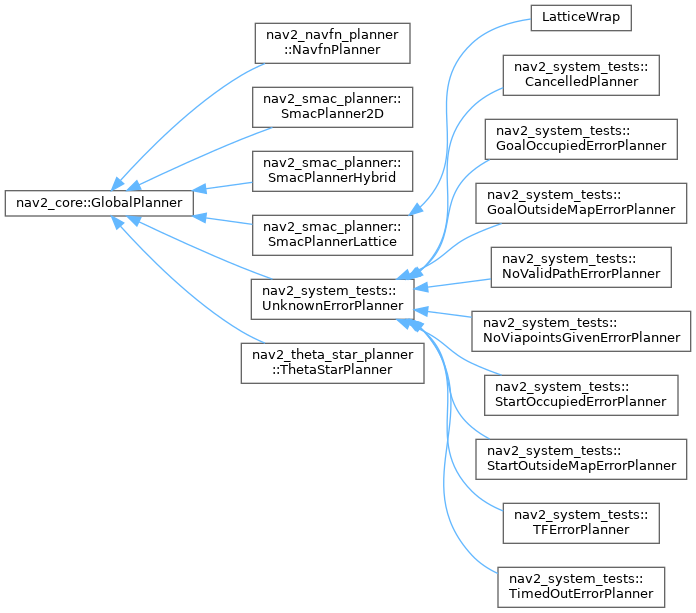 nav2_core::GlobalPlanner
nav2_navfn_planner
::NavfnPlanner
nav2_smac_planner::
SmacPlanner2D
nav2_smac_planner::
SmacPlannerHybrid
nav2_smac_planner::
SmacPlannerLattice
nav2_system_tests::
UnknownErrorPlanner
nav2_theta_star_planner
::ThetaStarPlanner
LatticeWrap
nav2_system_tests::
CancelledPlanner
nav2_system_tests::
GoalOccupiedErrorPlanner
nav2_system_tests::
GoalOutsideMapErrorPlanner
nav2_system_tests::
NoValidPathErrorPlanner
nav2_system_tests::
NoViapointsGivenErrorPlanner
nav2_system_tests::
StartOccupiedErrorPlanner
nav2_system_tests::
StartOutsideMapErrorPlanner
nav2_system_tests::
TFErrorPlanner
nav2_system_tests::
TimedOutErrorPlanner